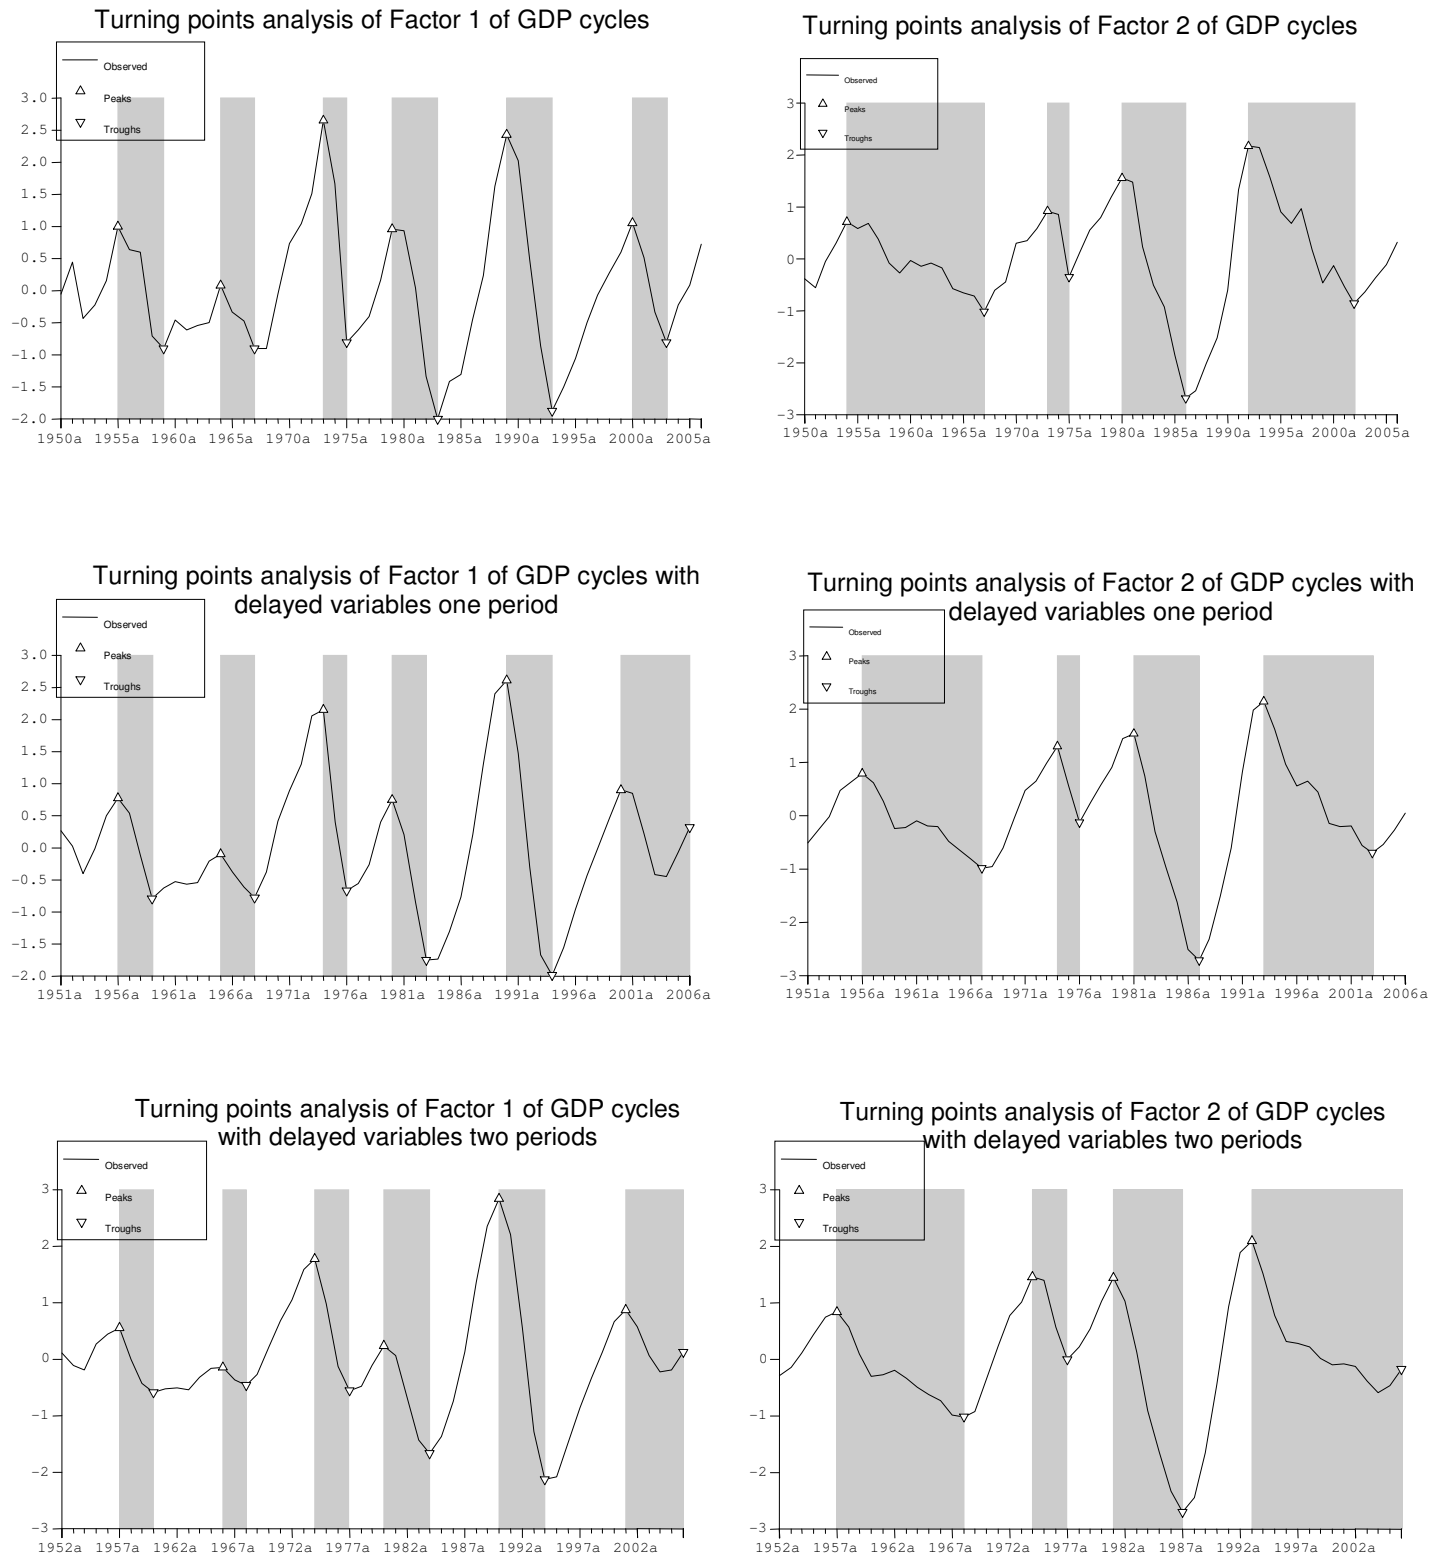 Turning points analysis of Factor 1 of GDP cycles
Observed
Peaks
Troughs
3.0
2.5
2.0
1.5
1.0
0.5
0.0
-0.5
-1.0
-1.5
-2.0
1950a 1955a 1960a 1965a 1970a 1975a 1980a 1985a 1990a 1995a 2000a 2005a
Turning points analysis of Factor 2 of GDP cycles
Observed
Peaks
Troughs
3
2
1
0
-1
-2
-3
1950a 1955a 1960a 1965a 1970a 1975a 1980a 1985a 1990a 1995a 2000a 2005a
Turning points analysis of Factor 1 of GDP cycles with
delayed variables one period
Observed
Peaks
Troughs
3.0
2.5
2.0
1.5
1.0
0.5
0.0
-0.5
-1.0
-1.5
-2.0
1951a 1956a 1961a 1966a 1971a 1976a 1981a 1986a 1991a 1996a 2001a 2006a
Turning points analysis of Factor 2 of GDP cycles with
delayed variables one period
Observed
Peaks
Troughs
3
2
1
0
-1
-2
-3
1951a 1956a 1961a 1966a 1971a 1976a 1981a 1986a 1991a 1996a 2001a 2006a
Turning points analysis of Factor 1 of GDP cycles
with delayed variables two periods
Observed
Peaks
Troughs
3
2
1
0
-1
-2
-3
1952a 1957a 1962a 1967a 1972a 1977a 1982a 1987a 1992a 1997a 2002a
Turning points analysis of Factor 2 of GDP cycles
with delayed variables two periods
Observed
Peaks
Troughs
3
2
1
0
-1
-2
-3
1952a 1957a 1962a 1967a 1972a 1977a 1982a 1987a 1992a 1997a 2002a